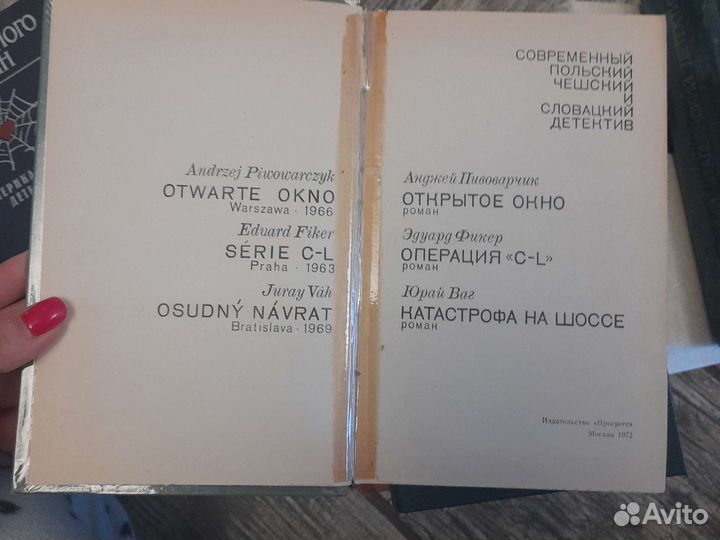 Andrzej Piwowarczyk
OTWARTE OKNO
Warszawa · 1966
Eduard Fiker
SÉRIE C-L
Praha · 1963
Juray Váh
OSUDNÝ NÁVRAT
Bratislava · 1969
СОВРЕМЕННЫЙ
ПОЛЬСКИЙ
ЧЕШСКИЙ
И
СЛОВАЦКИЙ
ДЕТЕКТИВ
Анджей Пивоварчик
ОТКРЫТОЕ ОКНО
роман
Эдуард Фикер
ОПЕРАЦИЯ «C-L»
роман
Юрай Ваг
КАТАСТРОФА НА ШОССЕ
роман
Издательство «Прогресс»
Москва 1972
Avito